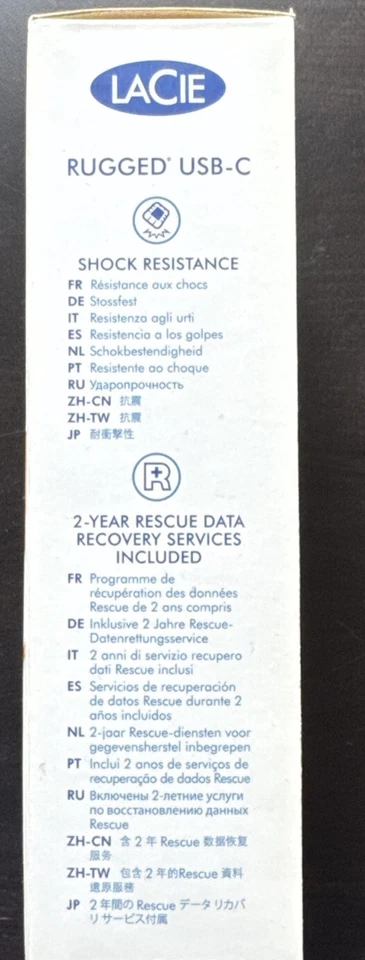 LACIE
RUGGED® USB-C
SHOCK RESISTANCE
FR Résistance aux chocs
DE Stossfest
IT Resistenza agli urti
ES Resistencia a los golpes
NL Schokbestendigheid
PT Resistente ao choque
RU Ударопрочность
ZH-CN 抗震
ZH-TW 抗震
JP 耐衝撃性
R
2-YEAR RESCUE DATA
RECOVERY SERVICES
INCLUDED
FR Programme de
récupération des données
Rescue de 2 ans compris
DE Inklusive 2 Jahre Rescue-
Datenrettungsservice
IT 2 anni di servizio recupero
dati Rescue inclusi
ES Servicios de recuperación
de datos Rescue durante 2
años incluidos
NL 2-jaar Rescue-diensten voor
gegevensherstel inbegrepen
PT Inclui 2 anos de serviços de
recuperação de dados Rescue
RU Включены 2-летние услуги
по восстановлению данных
Rescue
ZH-CN 含 2 年 Rescue 数据恢复
服务
ZH-TW 包含 2 年的Rescue 資料
還原服務
JP 2 年間の Rescue データ リカバ
リ サービス付属